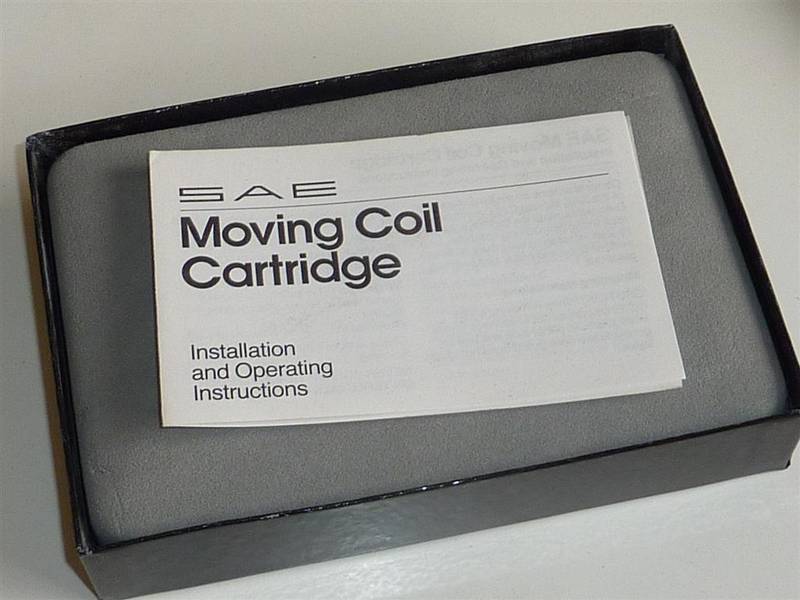 SAE
Moving Coil
Cartridge
Installation
and Operating
Instructions